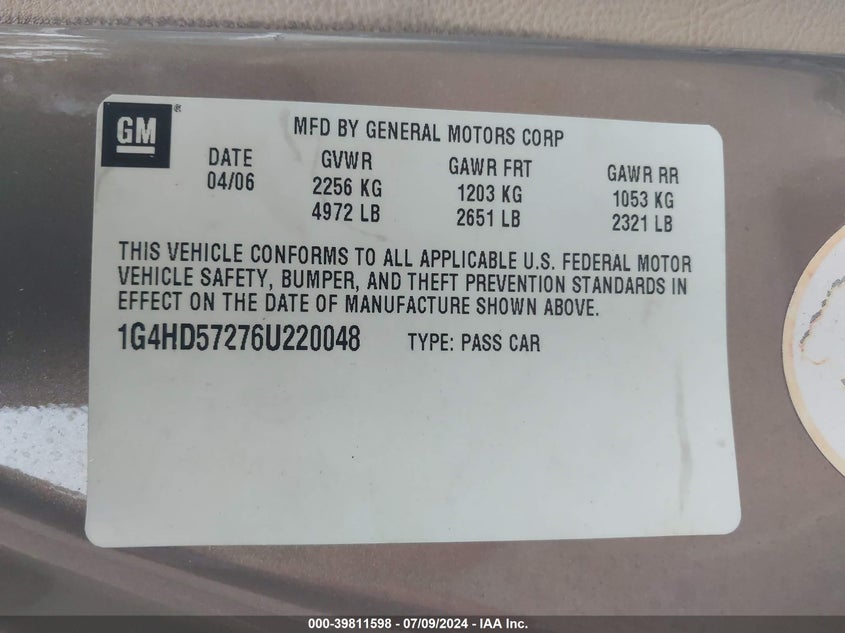 GM ®
MFD BY GENERAL MOTORS CORP
DATE GVWR GAWR FRT GAWR RR
04/06 2256 KG 1203 KG 1053 KG
4972 LB 2651 LB 2321 LB
THIS VEHICLE CONFORMS TO ALL APPLICABLE U.S. FEDERAL MOTOR
VEHICLE SAFETY, BUMPER, AND THEFT PREVENTION STANDARDS IN
EFFECT ON THE DATE OF MANUFACTURE SHOWN ABOVE.
1G4HD57276U220048 TYPE: PASS CAR
000-39811598 - 07/09/2024 - IAA Inc.